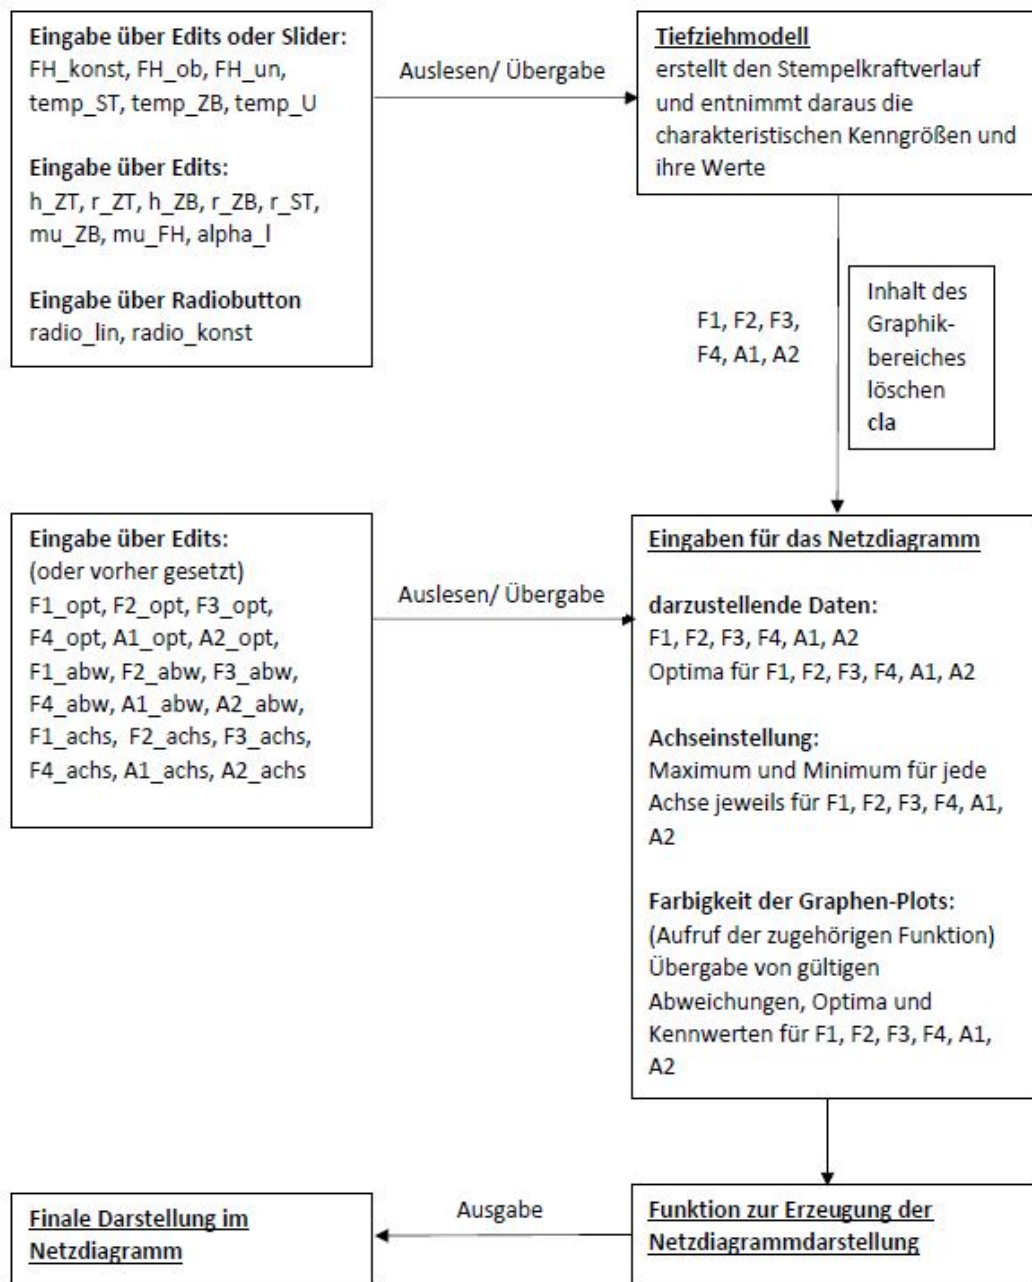 Eingabe über Edits oder Slider:
FH_konst, FH_ob, FH_un,
temp_ST, temp_ZB, temp_U
Eingabe über Edits:
h_ZT, r_ZT, h_ZB, r_ZB, r_ST,
mu_ZB, mu_FH, alpha_l
Eingabe über Radiobutton
radio_lin, radio_konst
Auslesen/ Übergabe
Tiefziehmodell
erstellt den Stempelkraftverlauf
und entnimmt daraus die
charakteristischen Kenngrößen und
ihre Werte
F1, F2, F3,
F4, A1, A2
Inhalt des
Graphik-
bereiches
löschen
cla
Eingabe über Edits:
(oder vorher gesetzt)
F1_opt, F2_opt, F3_opt,
F4_opt, A1_opt, A2_opt,
F1_abw, F2_abw, F3_abw,
F4_abw, A1_abw, A2_abw,
F1_achs, F2_achs, F3_achs,
F4_achs, A1_achs, A2_achs
Auslesen/ Übergabe
Eingaben für das Netzdiagramm
darzustellende Daten:
F1, F2, F3, F4, A1, A2
Optima für F1, F2, F3, F4, A1, A2
Achseinstellung:
Maximum und Minimum für jede
Achse jeweils für F1, F2, F3, F4, A1,
A2
Farbigkeit der Graphen-Plots:
(Aufruf der zugehörigen Funktion)
Übergabe von gültigen
Abweichungen, Optima und
Kennwerten für F1, F2, F3, F4, A1,
A2
Funktion zur Erzeugung der
Netzdiagrammdarstellung
Ausgabe
Finale Darstellung im
Netzdiagramm